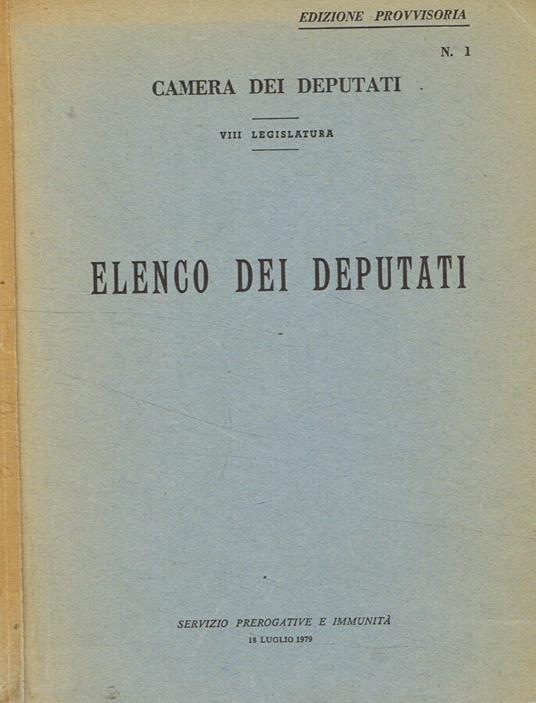 EDIZIONE PROVVISORIA
N. 1
CAMERA DEI DEPUTATI
VIII LEGISLATURA
ELENCO DEI DEPUTATI
SERVIZIO PREROGATIVE E IMMUNITÀ
18 LUGLIO 1979